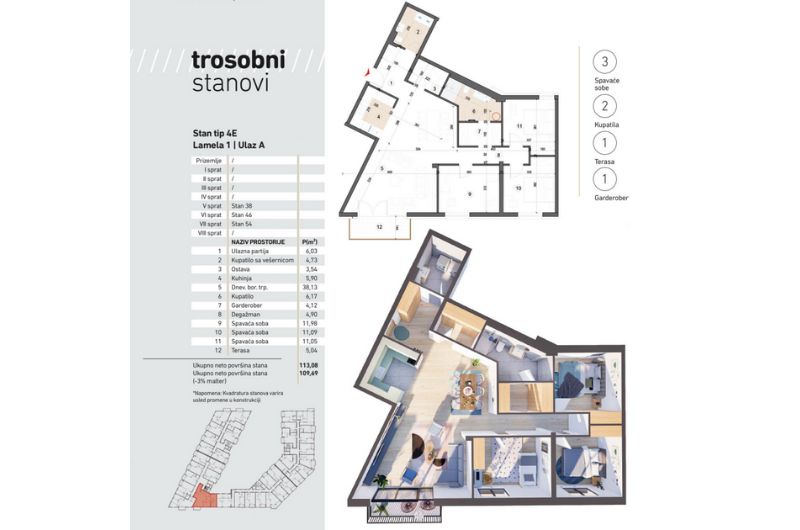 trosobni
stanovi
Stan tip 4E
Lamela 1 | Ulaz A
Prizemlje /
I sprat /
II sprat /
III sprat /
IV sprat /
V sprat Stan 38
VI sprat Stan 46
VII sprat Stan 54
VIII sprat /
NAZIV PROSTORIJE P(m²)
1 Ulazna partija 6,03
2 Kupatilo sa vešernicom 4,73
3 Ostava 3,54
4 Kuhinja 5,90
5 Dnev. bor. trp. 38,13
6 Kupatilo 6,17
7 Garderober 4,12
8 Degažman 4,90
9 Spavaća soba 11,98
10 Spavaća soba 11,09
11 Spavaća soba 11,05
12 Terasa 5,04
Ukupno neto površina stana 113,08
Ukupno neto površina stana 109,69
(-3% malter)
*Napomena: Kvadratura stanova varira
usled promene u konstrukciji
2
1
3
4
6
7
11
8
5
9
10
12
3
Spavaće
sobe
2
Kupatila
1
Terasa
1
Garderober